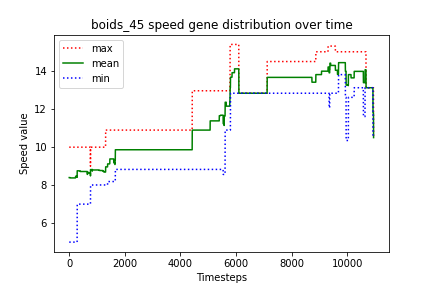 boids_45 speed gene distribution over time
max
mean
min
Speed value
14
12
10
8
6
0
2000
4000
6000
8000
10000
Timesteps